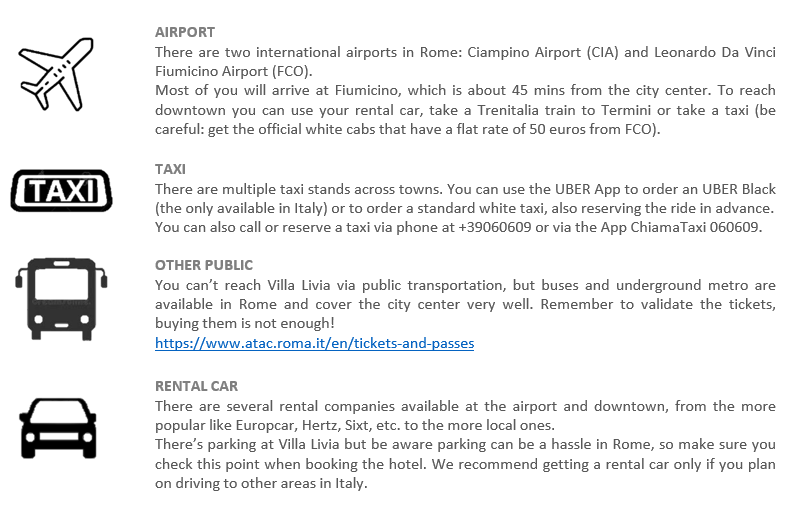 AIRPORT
There are two international airports in Rome: Ciampino Airport (CIA) and Leonardo Da Vinci
Fiumicino Airport (FCO).
Most of you will arrive at Fiumicino, which is about 45 mins from the city center. To reach
downtown you can use your rental car, take a Trenitalia train to Termini or take a taxi (be
careful: get the official white cabs that have a flat rate of 50 euros from FCO).
TAXI
TAXI
There are multiple taxi stands across towns. You can use the UBER App to order an UBER Black
(the only available in Italy) or to order a standard white taxi, also reserving the ride in advance.
You can also call or reserve a taxi via phone at +39060609 or via the App ChiamaTaxi 060609.
OTHER PUBLIC
You can’t reach Villa Livia via public transportation, but buses and underground metro are
available in Rome and cover the city center very well. Remember to validate the tickets,
buying them is not enough!
https://www.atac.roma.it/en/tickets-and-passes
RENTAL CAR
There are several rental companies available at the airport and downtown, from the more
popular like Europcar, Hertz, Sixt, etc. to the more local ones.
There’s parking at Villa Livia but be aware parking can be a hassle in Rome, so make sure you
check this point when booking the hotel. We recommend getting a rental car only if you plan
on driving to other areas in Italy.